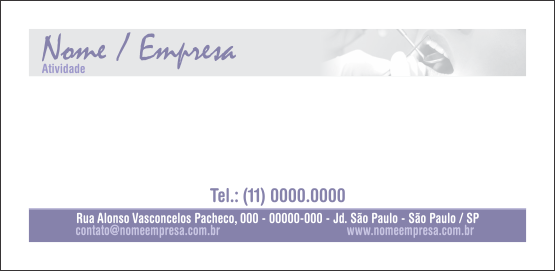 Nome / Empresa
Atividade
Tel.: (11) 0000.0000
Rua Alonso Vasconcelos Pacheco, 000 - 00000-000 - Jd. São Paulo - São Paulo / SP
contato@nomeempresa.com.br www.nomeempresa.com.br